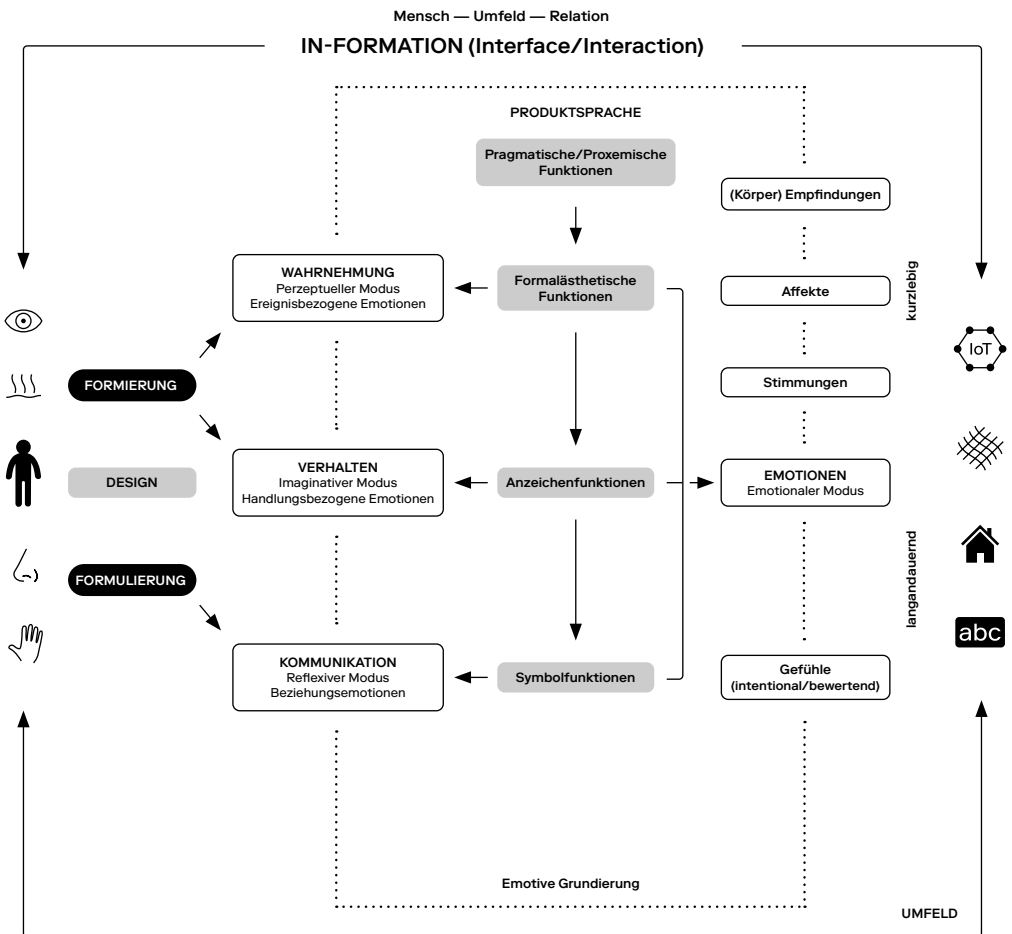 Mensch — Umfeld — Relation
IN-FORMATION (Interface/Interaction)
PRODUKTSPRACHE
Pragmatische/Proxemische
Funktionen
(Körper) Empfindungen
WAHRNEHMUNG
Perzeptueller Modus
Ereignisbezogene Emotionen
Formalästhetische
Funktionen
Affekte
kurzlebig
IoT
FORMIERUNG
Stimmungen
DESIGN
VERHALTEN
Imaginativer Modus
Handlungsbezogene Emotionen
Anzeichenfunktionen
EMOTIONEN
Emotionaler Modus
langandauernd
FORMULIERUNG
abc
KOMMUNIKATION
Reflexiver Modus
Beziehungsemotionen
Symbolfunktionen
Gefühle
(intentional/bewertend)
Emotive Grundierung
UMFELD